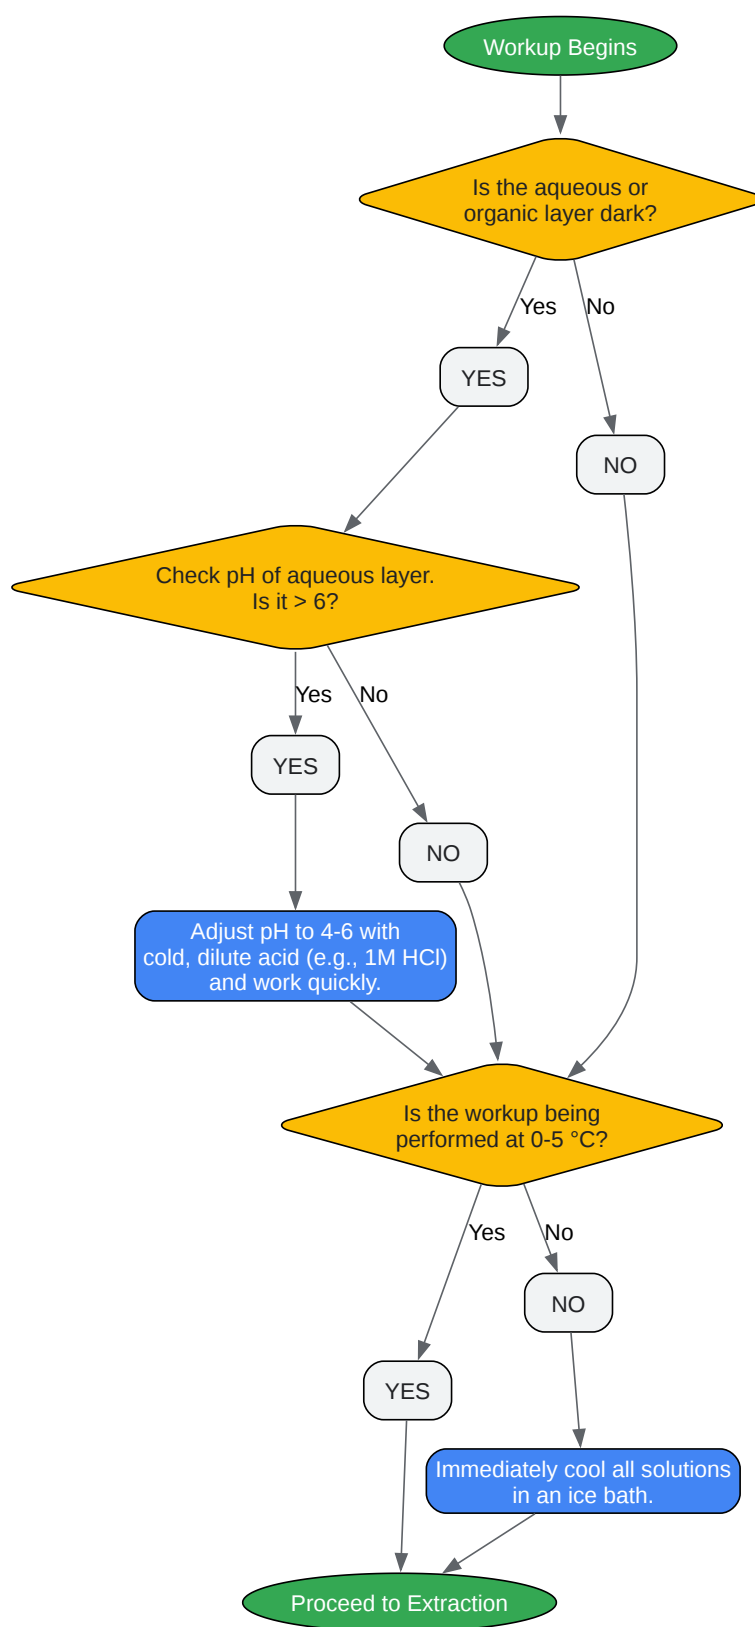 Workup Begins
Is the aqueous or
organic layer dark?
Yes
No
YES
NO
Check pH of aqueous layer.
Is it > 6?
Yes
No
YES
NO
Adjust pH to 4-6 with
cold, dilute acid (e.g., 1M HCl)
and work quickly.
Is the workup being
performed at 0-5 °C?
Yes
No
NO
YES
Immediately cool all solutions
in an ice bath.
Proceed to Extraction